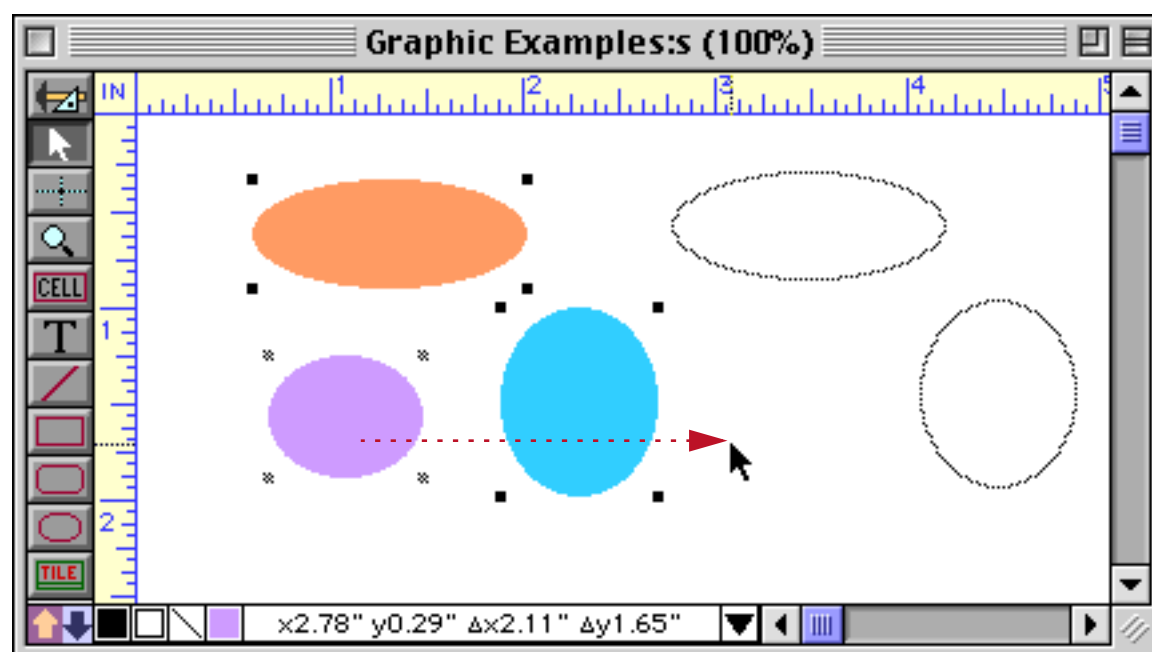 Graphic Examples:s (100%)
IN
1
2
3
4
5
CELL
T
1
2
TILE
x2.78" y0.29" Δx2.11" Δy1.65"